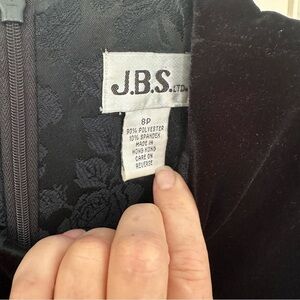 J.B.S. LTD.
8P
90% POLYESTER
10% SPANDEX
MADE IN
HONG KONG
CARE ON
REVERSE